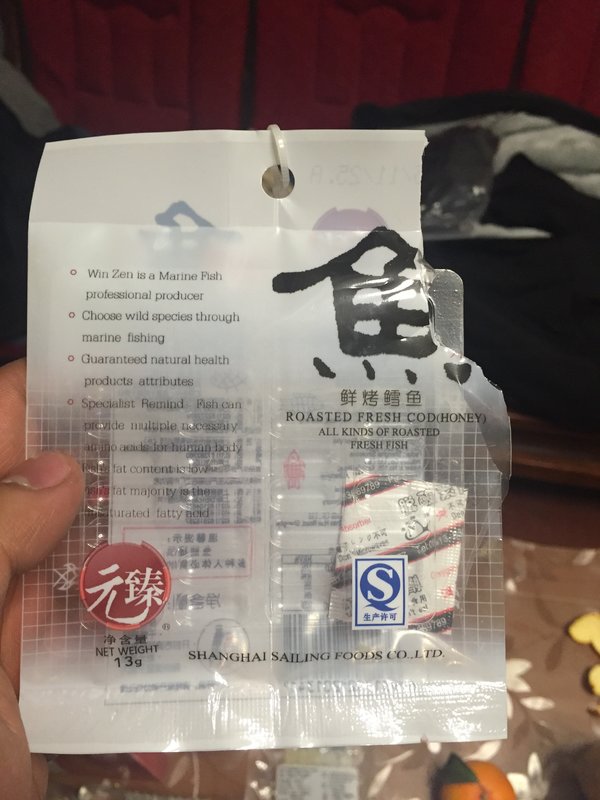 Win Zen is a Marine Fish
professional producer
Choose wild species through
marine fishing
Guaranteed natural health
products attributes
Specialist Remind Fish can
provide multiple necessary
amino acids for human body
fat content is low
fat majority is the
fatty acid
魚
鲜烤鳕鱼
ROASTED FRESH COD(HONEY)
ALL KINDS OF ROASTED
FRESH FISH
元臻
®
净含量
NET WEIGHT
13g
S
生产许可
SHANGHAI SAILING FOODS CO.,LTD.